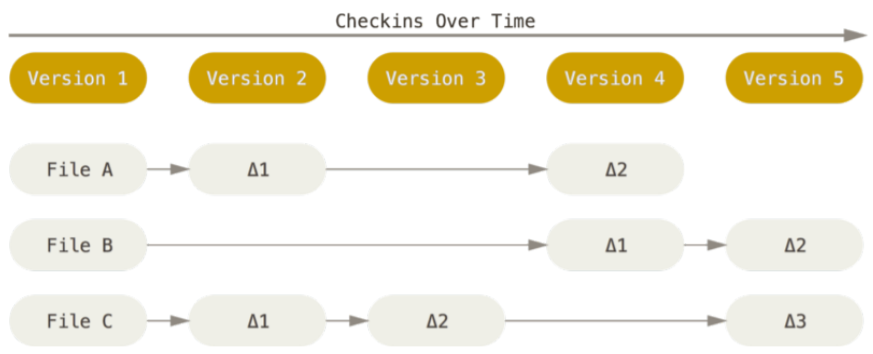 Checkins Over Time
Version 1 Version 2 Version 3 Version 4 Version 5
File A Δ1 Δ2
File B Δ1 Δ2
File C Δ1 Δ2 Δ3